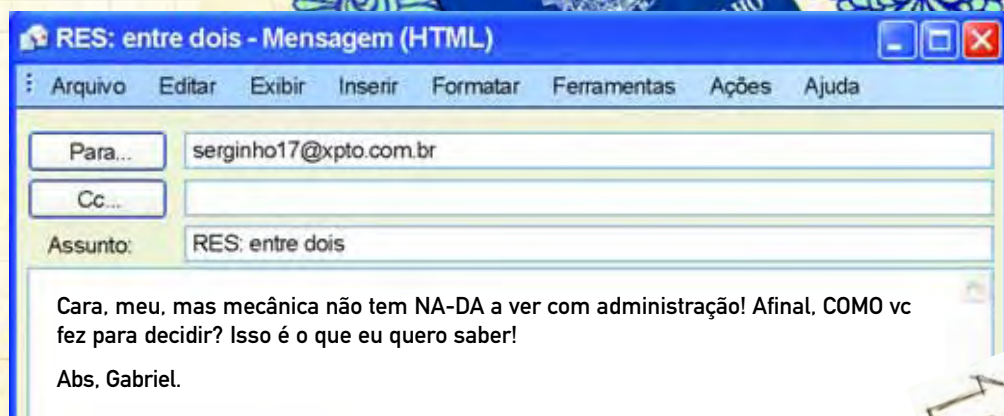 RES: entre dois - Mensagem (HTML)
Arquivo Editar Exibir Inserir Formatar Ferramentas Ações Ajuda
Para... serginho17@xpto.com.br
Cc...
Assunto: RES: entre dois
Cara, meu, mas mecânica não tem NA-DA a ver com administração! Afinal, COMO vc
fez para decidir? Isso é o que eu quero saber!
Abs, Gabriel.